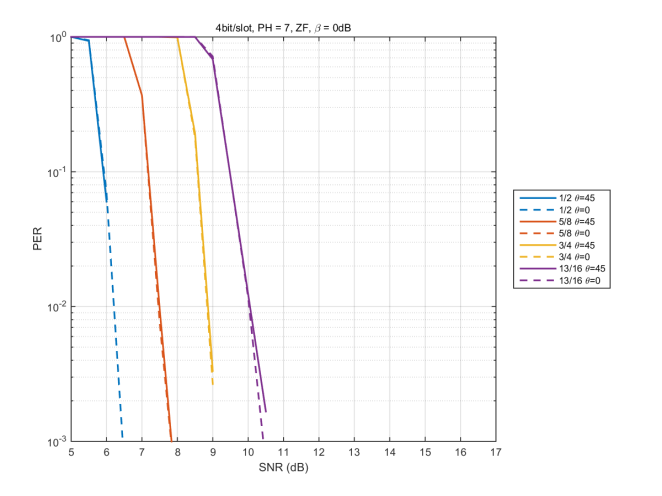 4bit/slot, PH = 7, ZF, β = 0dB
10^0
10^-1
10^-2
10^-3
PER
5 6 7 8 9 10 11 12 13 14 15 16 17
SNR (dB)
1/2 θ=45
1/2 θ=0
5/8 θ=45
5/8 θ=0
3/4 θ=45
3/4 θ=0
13/16 θ=45
13/16 θ=0